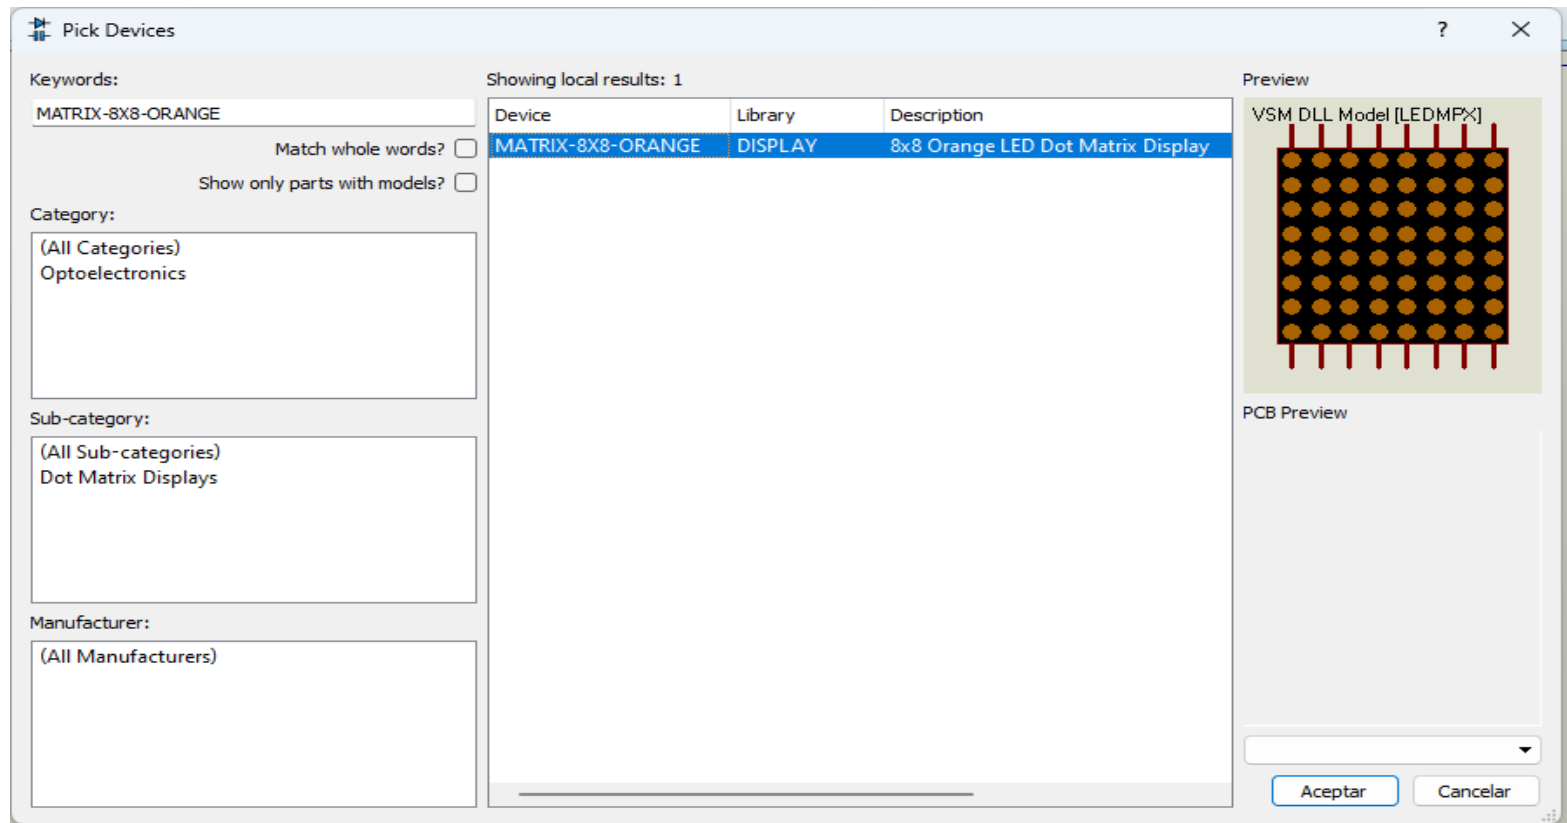 Pick Devices
?
Keywords:
MATRIX-8X8-ORANGE
Match whole words?
Show only parts with models?
Category:
(All Categories)
Optoelectronics
Sub-category:
(All Sub-categories)
Dot Matrix Displays
Manufacturer:
(All Manufacturers)
Showing local results: 1
Device Library Description
MATRIX-8X8-ORANGE DISPLAY 8x8 Orange LED Dot Matrix Display
Preview
VSM DLL Model [LEDMPX]
PCB Preview
Aceptar Cancelar